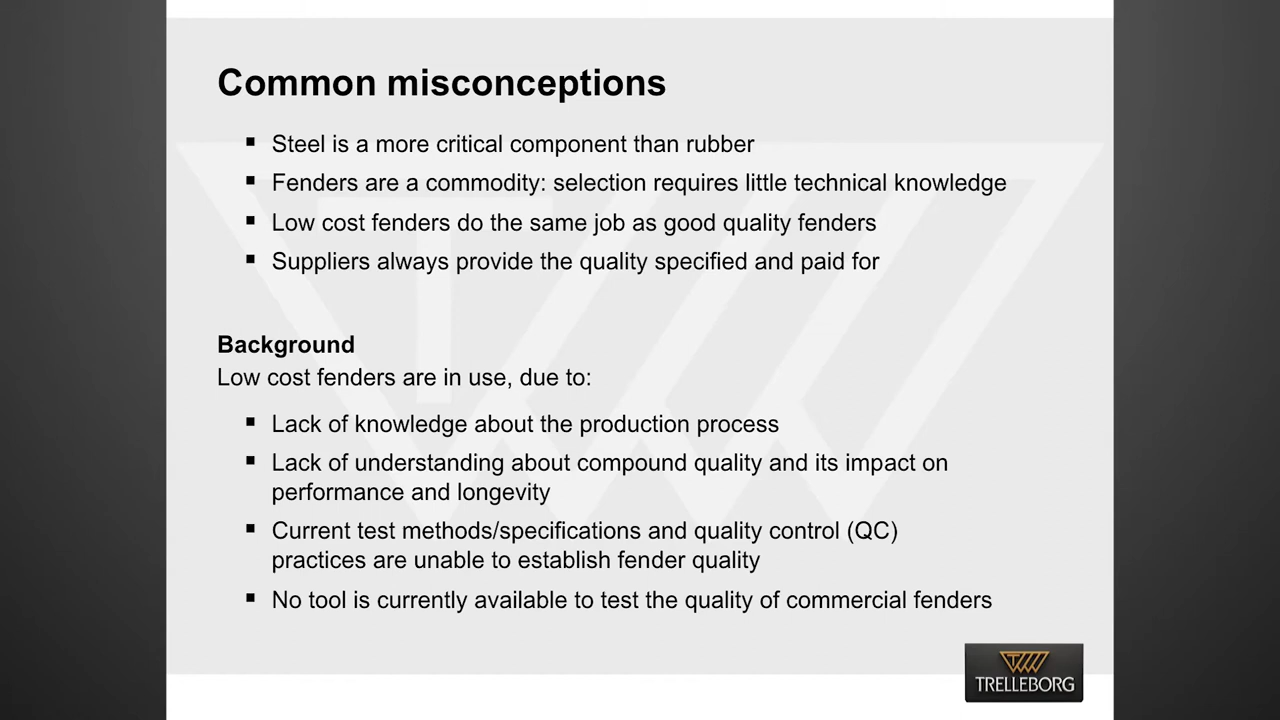 Common misconceptions
▪ Steel is a more critical component than rubber
▪ Fenders are a commodity: selection requires little technical knowledge
▪ Low cost fenders do the same job as good quality fenders
▪ Suppliers always provide the quality specified and paid for
Background
Low cost fenders are in use, due to:
▪ Lack of knowledge about the production process
▪ Lack of understanding about compound quality and its impact on
performance and longevity
▪ Current test methods/specifications and quality control (QC)
practices are unable to establish fender quality
▪ No tool is currently available to test the quality of commercial fenders
TRELLEBORG